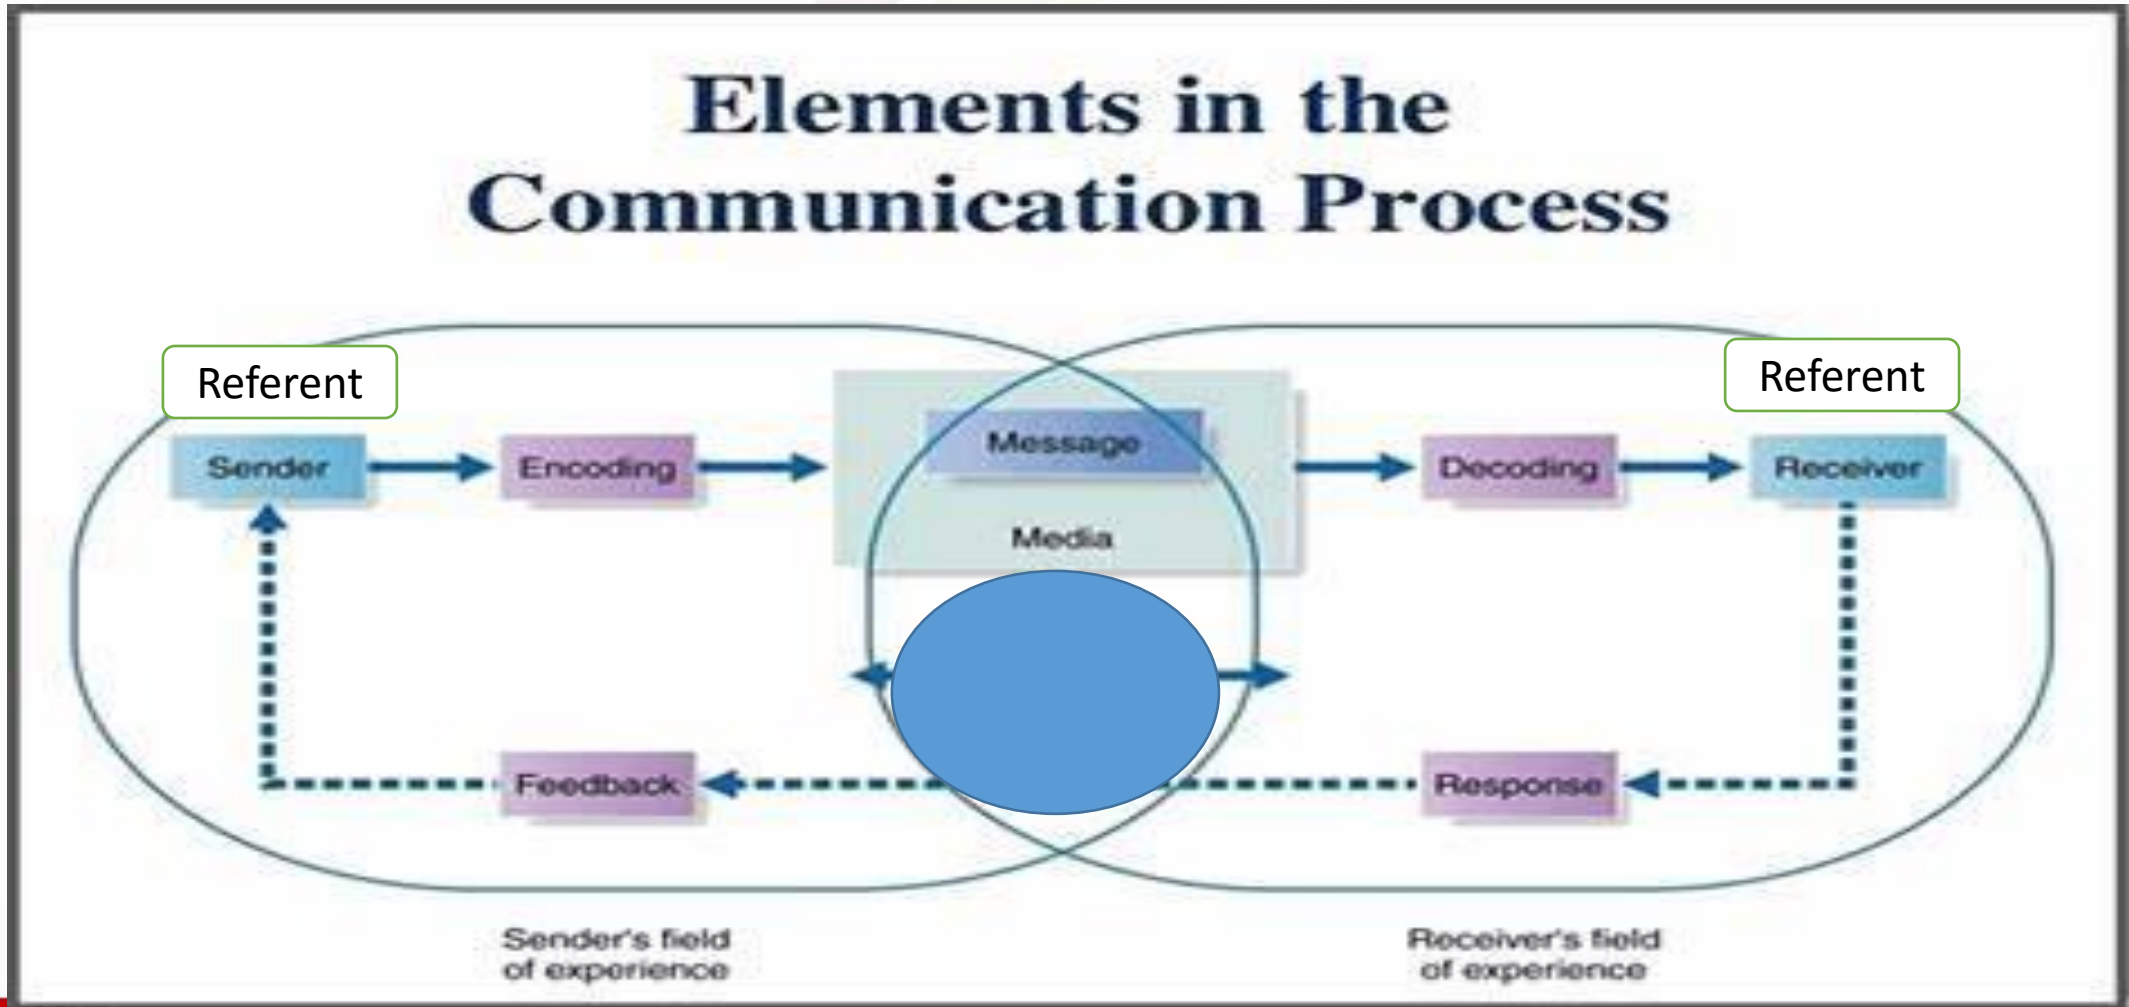 Elements in the
Communication Process
Referent
Referent
Sender
Encoding
Message
Media
Decoding
Receiver
Feedback
Response
Sender's field
of experience
Receiver's field
of experience